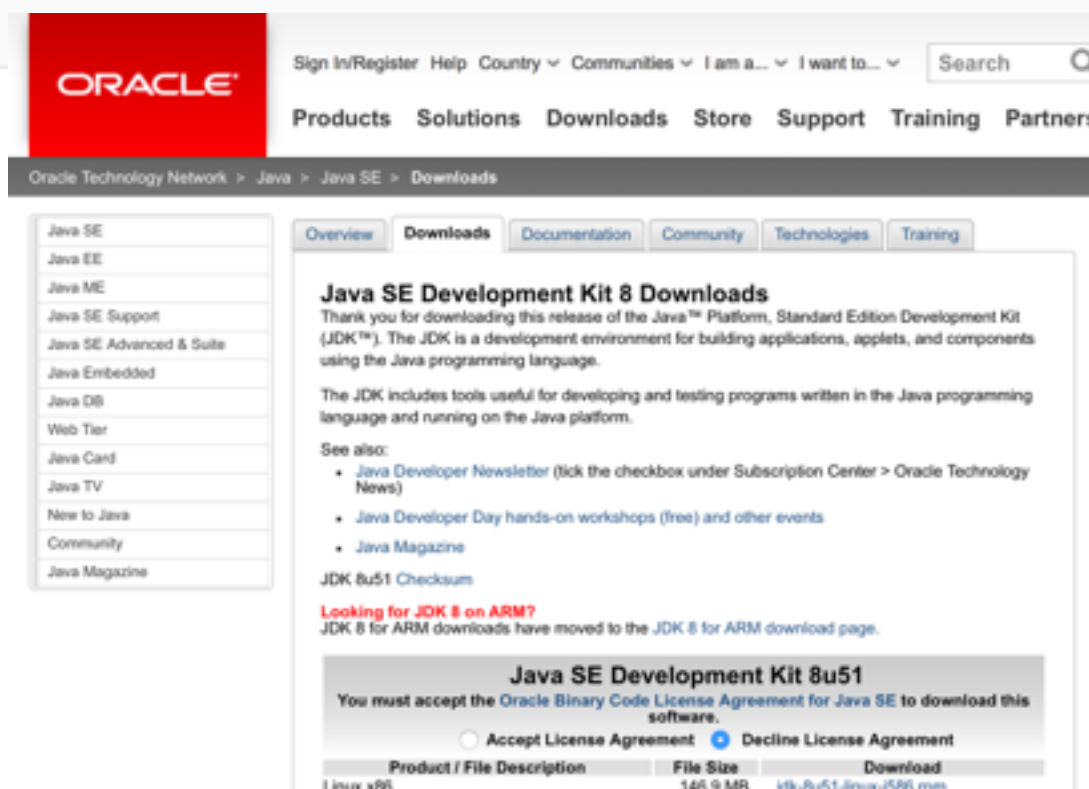 ORACLE
Sign In/Register Help Country Communities I am a... I want to... Search
Products Solutions Downloads Store Support Training Partners
Oracle Technology Network > Java > Java SE > Downloads
Java SE
Java EE
Java ME
Java SE Support
Java SE Advanced & Suite
Java Embedded
Java DB
Web Tier
Java Card
Java TV
New to Java
Community
Java Magazine
Overview Downloads Documentation Community Technologies Training
Java SE Development Kit 8 Downloads
Thank you for downloading this release of the Java™ Platform, Standard Edition Development Kit
(JDK™). The JDK is a development environment for building applications, applets, and components
using the Java programming language.
The JDK includes tools useful for developing and testing programs written in the Java programming
language and running on the Java platform.
See also:
• Java Developer Newsletter (tick the checkbox under Subscription Center > Oracle Technology
News)
• Java Developer Day hands-on workshops (free) and other events
• Java Magazine
JDK 8u51 Checksum
Looking for JDK 8 on ARM?
JDK 8 for ARM downloads have moved to the JDK 8 for ARM download page.
Java SE Development Kit 8u51
You must accept the Oracle Binary Code License Agreement for Java SE to download this
software.
Accept License Agreement Decline License Agreement
Product / File Description File Size Download
Linux x86 146.9 MB jdk-8u51-linux-i586.rpm